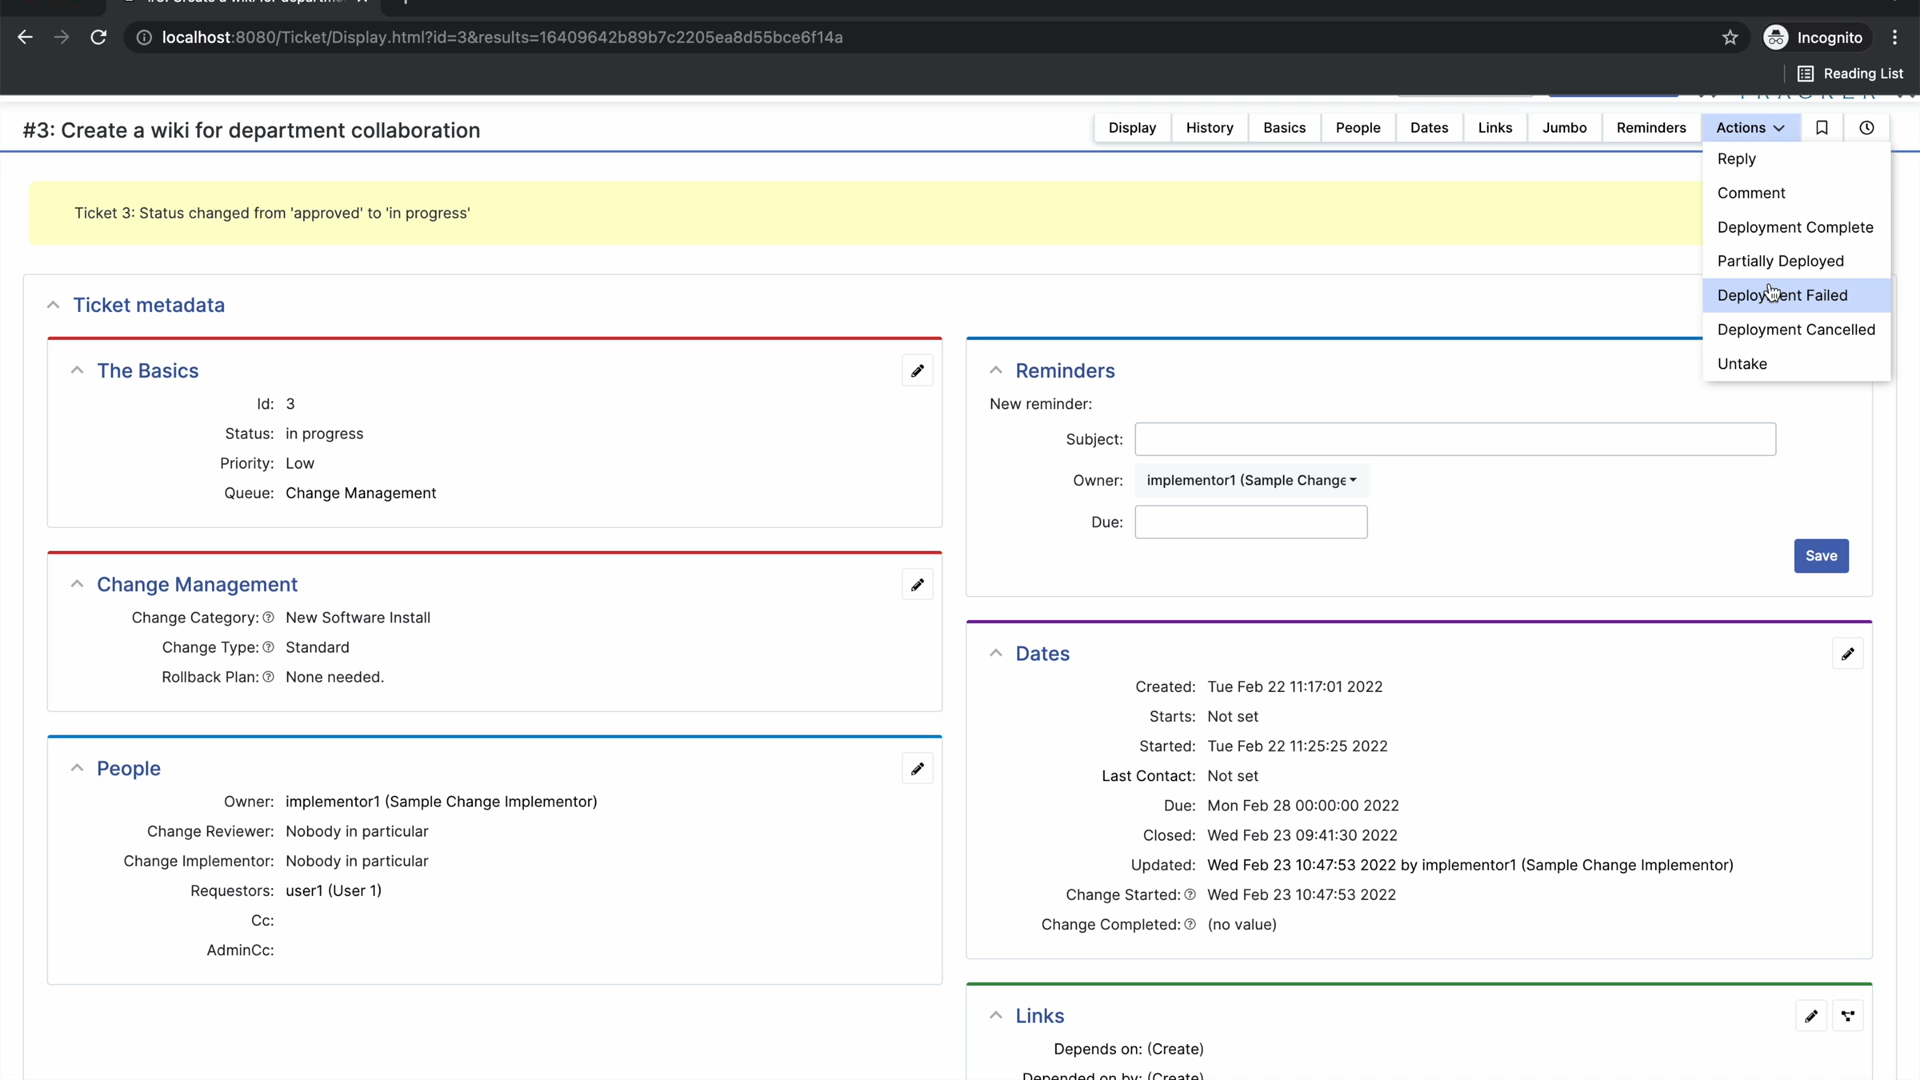 localhost:8080/Ticket/Display.html?id=3&results=16409642b89b7c2205ea8d55bce6f14a
Incognito
Reading List
#3: Create a wiki for department collaboration
Display History Basics People Dates Links Jumbo Reminders Actions
Reply
Comment
Deployment Complete
Partially Deployed
Deployment Failed
Deployment Cancelled
Untake
Ticket 3: Status changed from 'approved' to 'in progress'
Ticket metadata
The Basics
Id: 3
Status: in progress
Priority: Low
Queue: Change Management
Change Management
Change Category: New Software Install
Change Type: Standard
Rollback Plan: None needed.
People
Owner: implementor1 (Sample Change Implementor)
Change Reviewer: Nobody in particular
Change Implementor: Nobody in particular
Requestors: user1 (User 1)
Cc:
AdminCc:
Reminders
New reminder:
Subject:
Owner: implementor1 (Sample Change
Due:
Save
Dates
Created: Tue Feb 22 11:17:01 2022
Starts: Not set
Started: Tue Feb 22 11:25:25 2022
Last Contact: Not set
Due: Mon Feb 28 00:00:00 2022
Closed: Wed Feb 23 09:41:30 2022
Updated: Wed Feb 23 10:47:53 2022 by implementor1 (Sample Change Implementor)
Change Started: Wed Feb 23 10:47:53 2022
Change Completed: (no value)
Links
Depends on: (Create)
Depended on by: (Create)